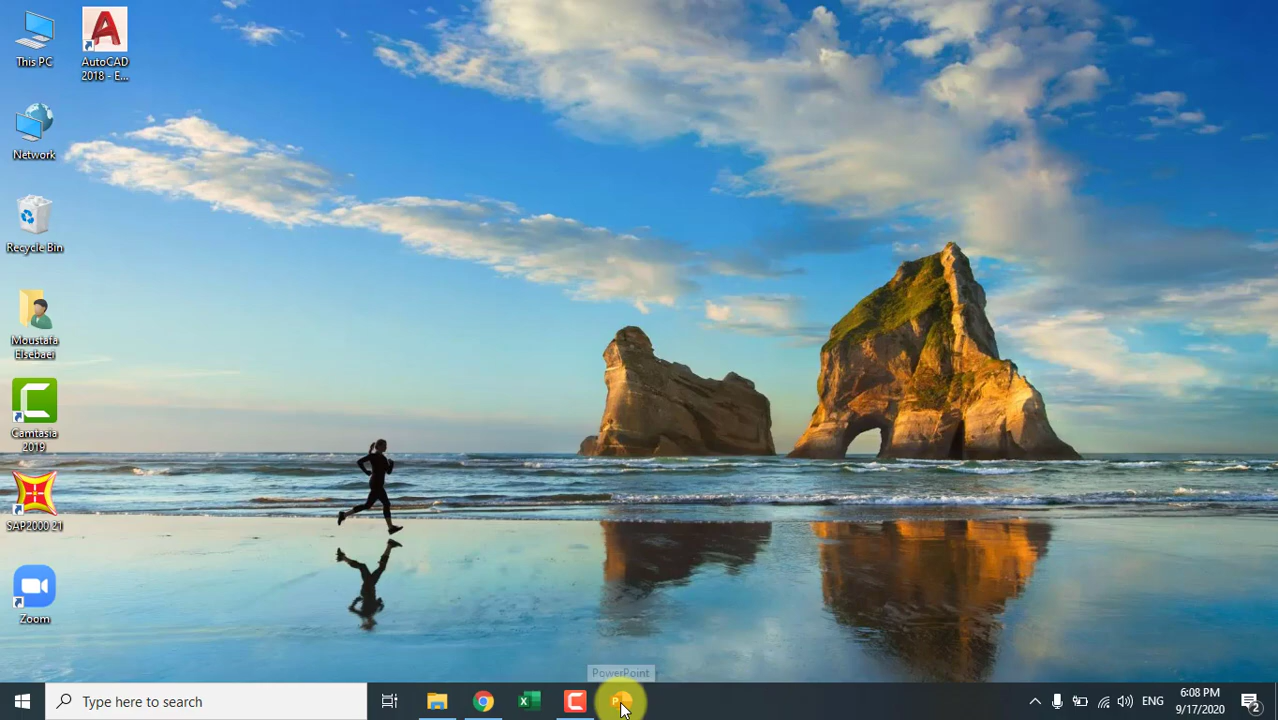 This PC
AutoCAD
2018 - E...
Network
Recycle Bin
Moustafa
Elsebaei
Camtasia
2019
SAP2000 21
Zoom
PowerPoint
Type here to search
ENG
6:08 PM
9/17/2020
2